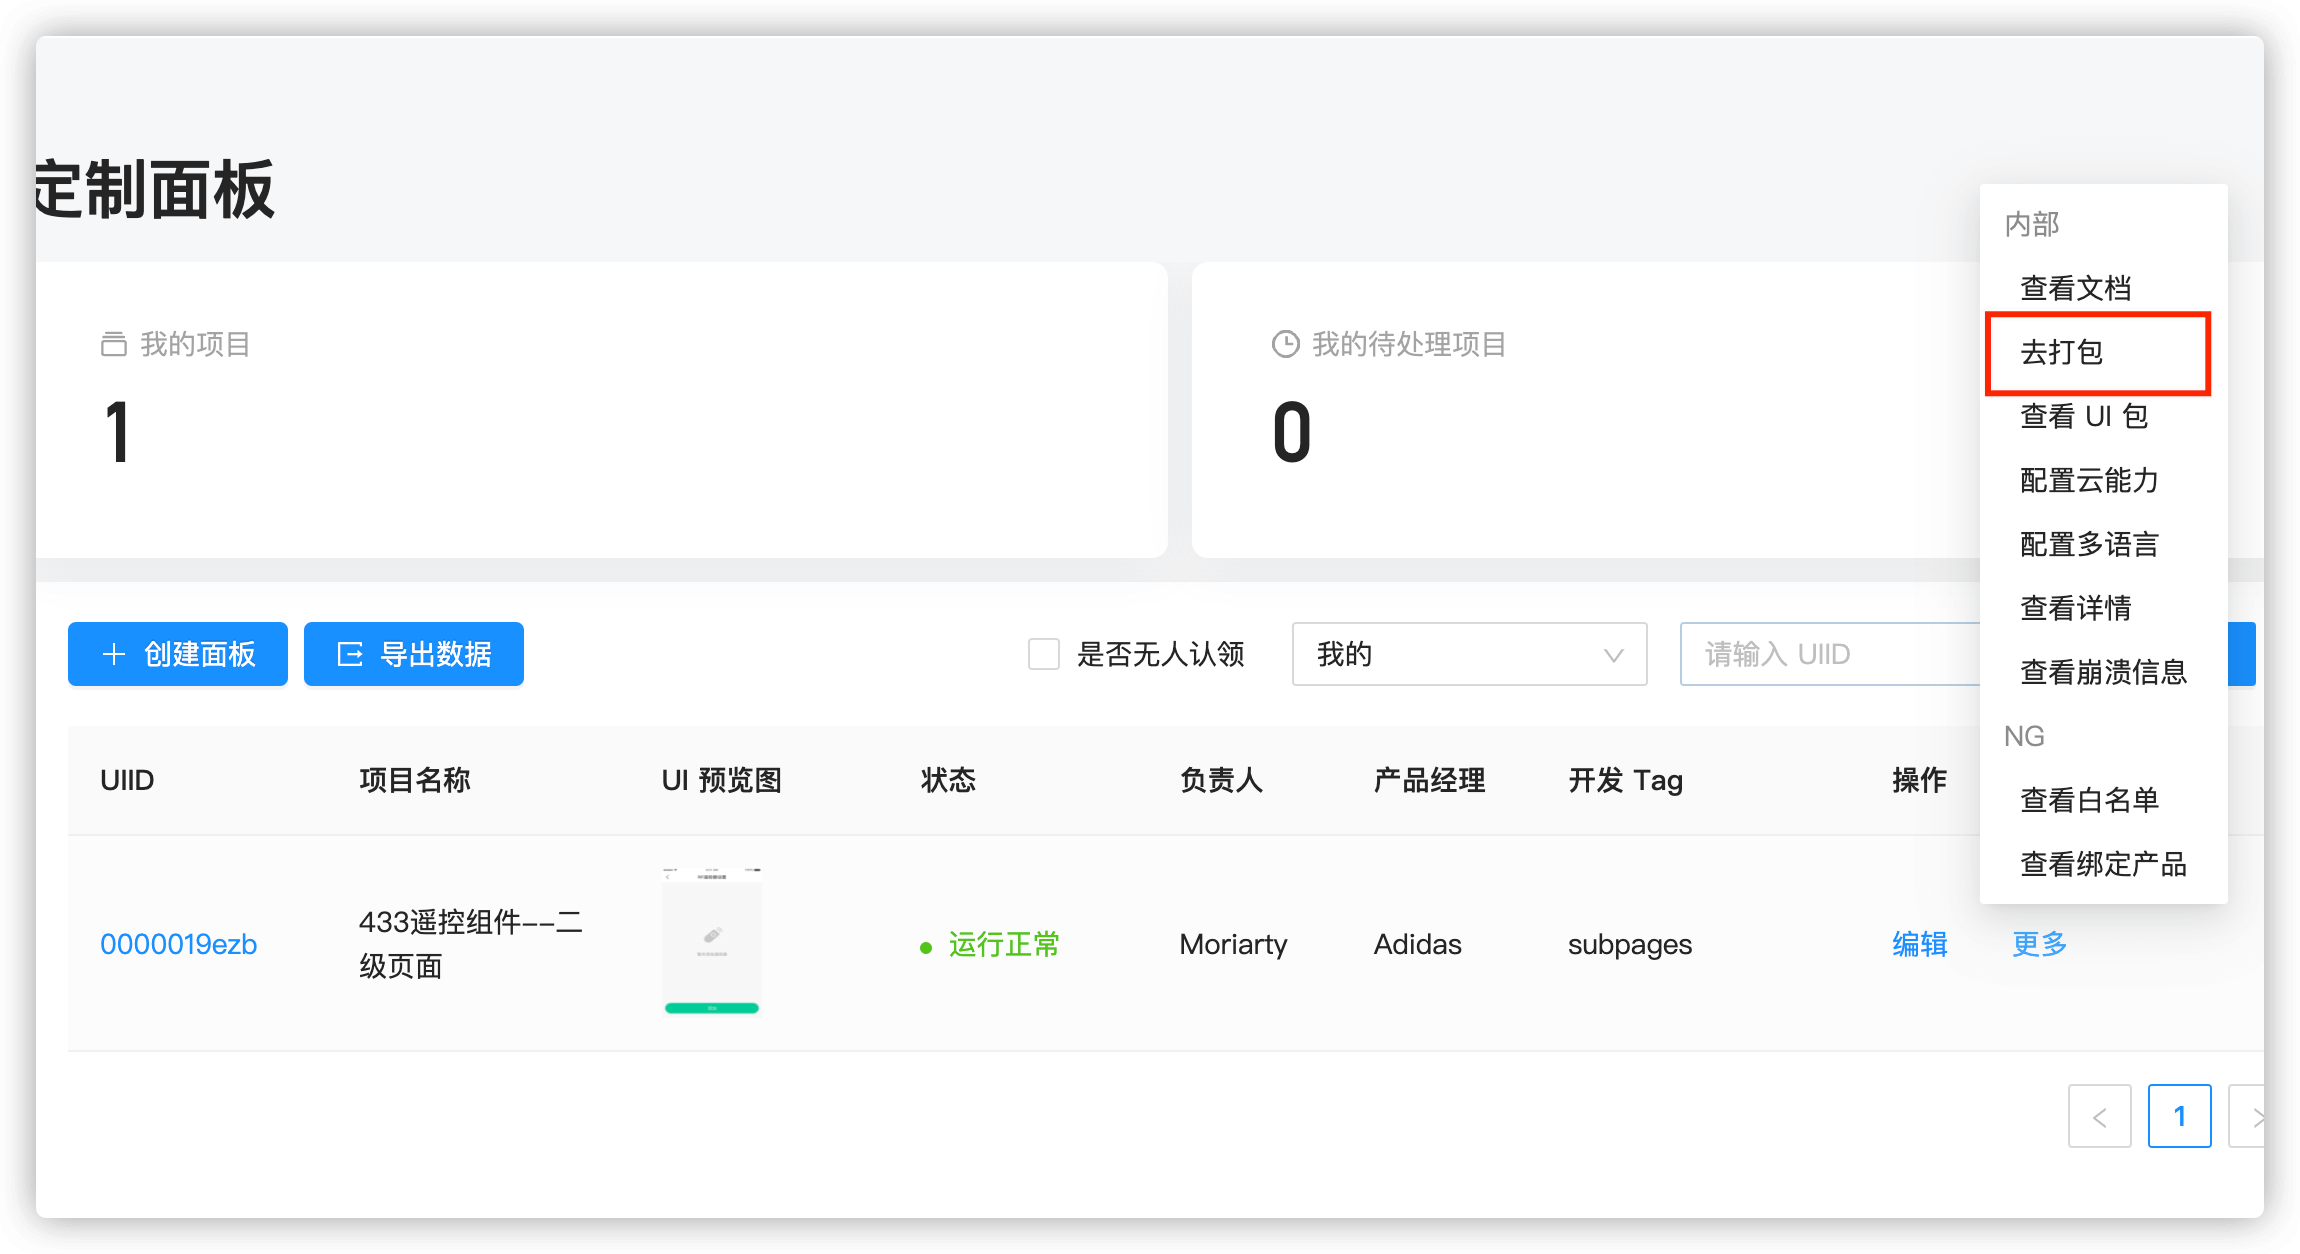 定制面板
我的项目
1
我的待处理项目
0
内部
查看文档
去打包
查看 UI 包
配置云能力
配置多语言
查看详情
查看崩溃信息
NG
查看白名单
查看绑定产品
创建面板
导出数据
是否无人认领
我的
请输入 UIID
UIID
项目名称
UI 预览图
状态
负责人
产品经理
开发 Tag
操作
0000019ezb
433遥控组件--二
级页面
运行正常
Moriarty
Adidas
subpages
编辑
更多
1